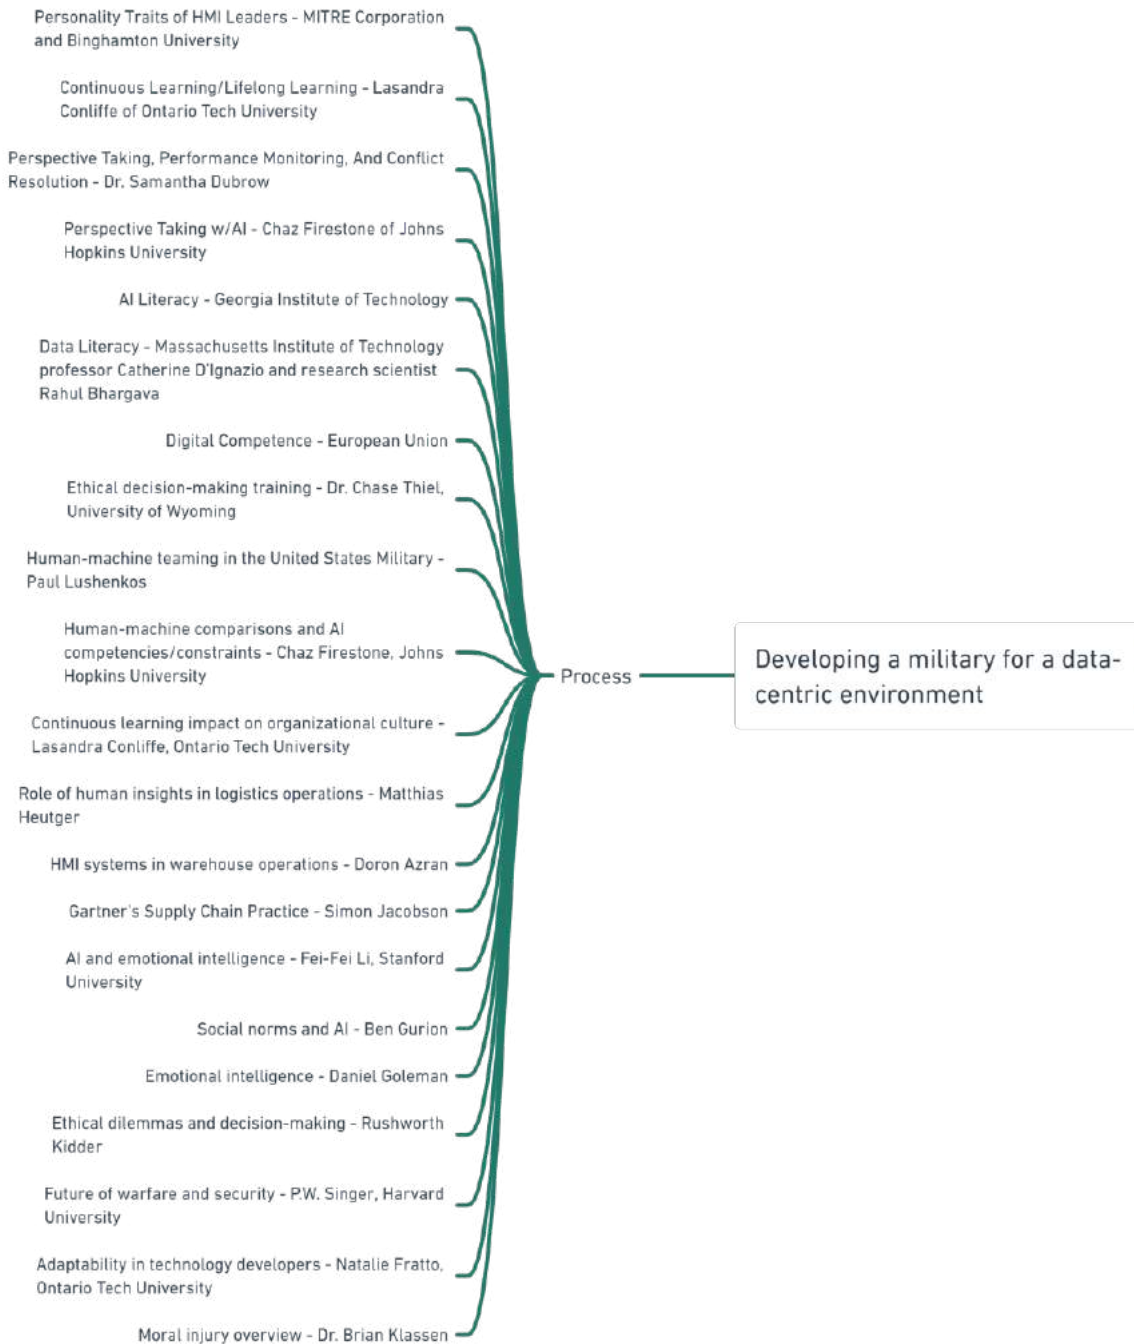 Personality Traits of HMI Leaders - MITRE Corporation
and Binghamton University
Continuous Learning/Lifelong Learning - Lasandra
Conliffe of Ontario Tech University
Perspective Taking, Performance Monitoring, And Conflict
Resolution - Dr. Samantha Dubrow
Perspective Taking w/AI - Chaz Firestone of Johns
Hopkins University
AI Literacy - Georgia Institute of Technology
Data Literacy - Massachusetts Institute of Technology
professor Catherine D'Ignazio and research scientist
Rahul Bhargava
Digital Competence - European Union
Ethical decision-making training - Dr. Chase Thiel,
University of Wyoming
Human-machine teaming in the United States Military -
Paul Lushenkos
Human-machine comparisons and AI
competencies/constraints - Chaz Firestone, Johns
Hopkins University
Continuous learning impact on organizational culture -
Lasandra Conliffe, Ontario Tech University
Role of human insights in logistics operations - Matthias
Heutger
HMI systems in warehouse operations - Doron Azran
Gartner's Supply Chain Practice - Simon Jacobson
AI and emotional intelligence - Fei-Fei Li, Stanford
University
Social norms and AI - Ben Gurion
Emotional intelligence - Daniel Goleman
Ethical dilemmas and decision-making - Rushworth
Kidder
Future of warfare and security - P.W. Singer, Harvard
University
Adaptability in technology developers - Natalie Fratto,
Ontario Tech University
Moral injury overview - Dr. Brian Klassen
Process
Developing a military for a data-
centric environment